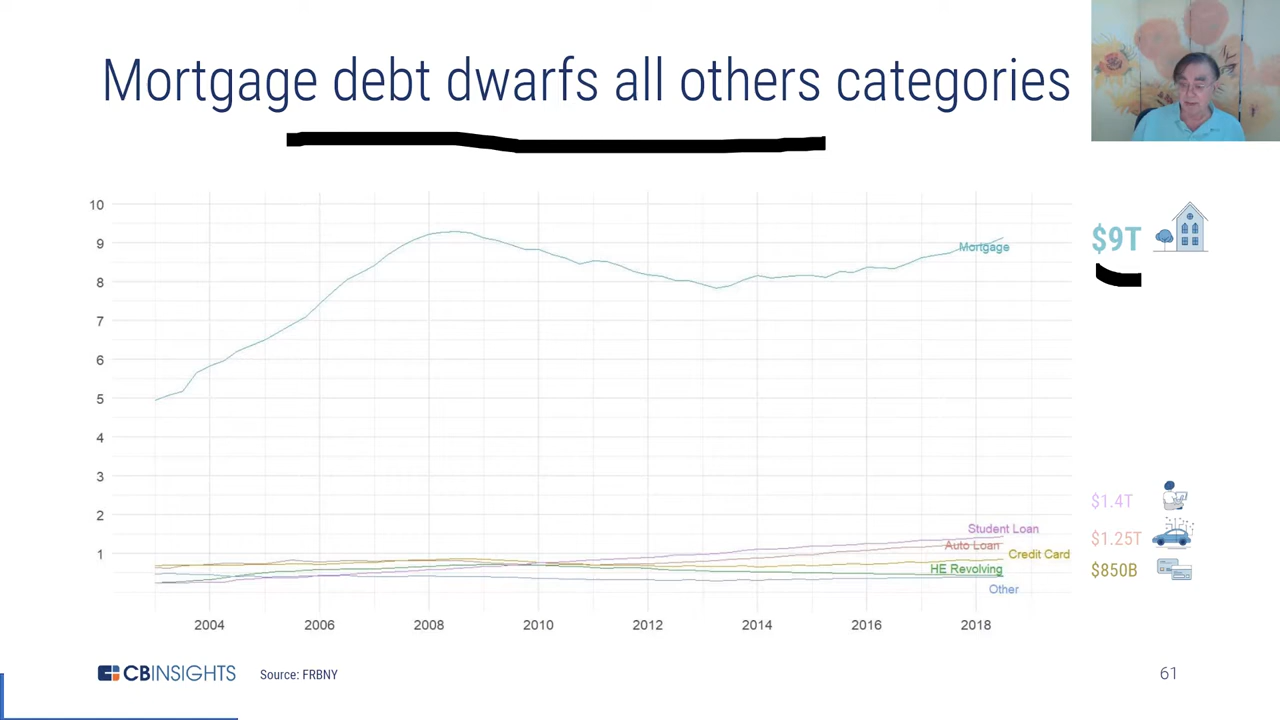 Mortgage debt dwarfs all others categories
10
9
8
7
6
5
4
3
2
1
Mortgage
Student Loan
Auto Loan
Credit Card
HE Revolving
Other
2004 2006 2008 2010 2012 2014 2016 2018
$9T
$1.4T
$1.25T
$850B
CBINSIGHTS
Source: FRBNY
61